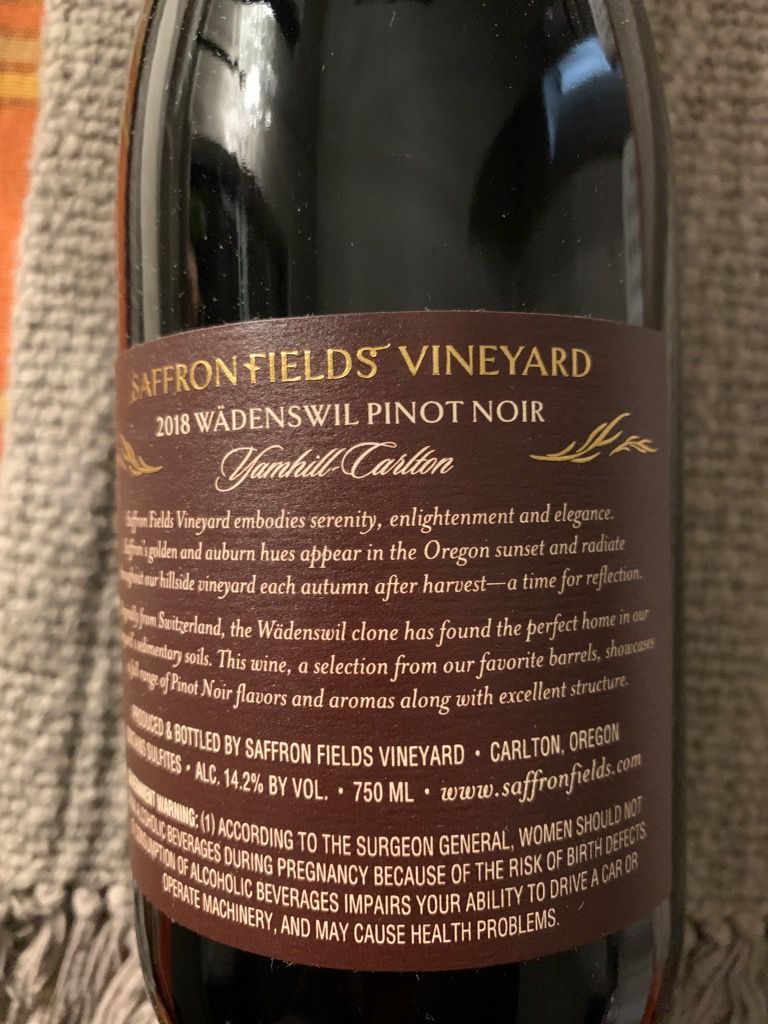 SAFFRON FIELDS VINEYARD
2018 WÄDENSWIL PINOT NOIR
Yamhill-Carlton
Saffron Fields Vineyard embodies serenity, enlightenment and elegance.
Saffron's golden and auburn hues appear in the Oregon sunset and radiate
our hillside vineyard each autumn after harvest—a time for reflection.
from Switzerland, the Wädenswil clone has found the perfect home in our
sedimentary soils. This wine, a selection from our favorite barrels, showcases
full range of Pinot Noir flavors and aromas along with excellent structure.
PRODUCED & BOTTLED BY SAFFRON FIELDS VINEYARD • CARLTON, OREGON
CONTAINS SULFITES • ALC. 14.2% BY VOL. • 750 ML • www.saffronfields.com
WARNING: (1) ACCORDING TO THE SURGEON GENERAL, WOMEN SHOULD NOT
ALCOHOLIC BEVERAGES DURING PREGNANCY BECAUSE OF THE RISK OF BIRTH DEFECTS.
OF ALCOHOLIC BEVERAGES IMPAIRS YOUR ABILITY TO DRIVE A CAR OR
OPERATE MACHINERY, AND MAY CAUSE HEALTH PROBLEMS.